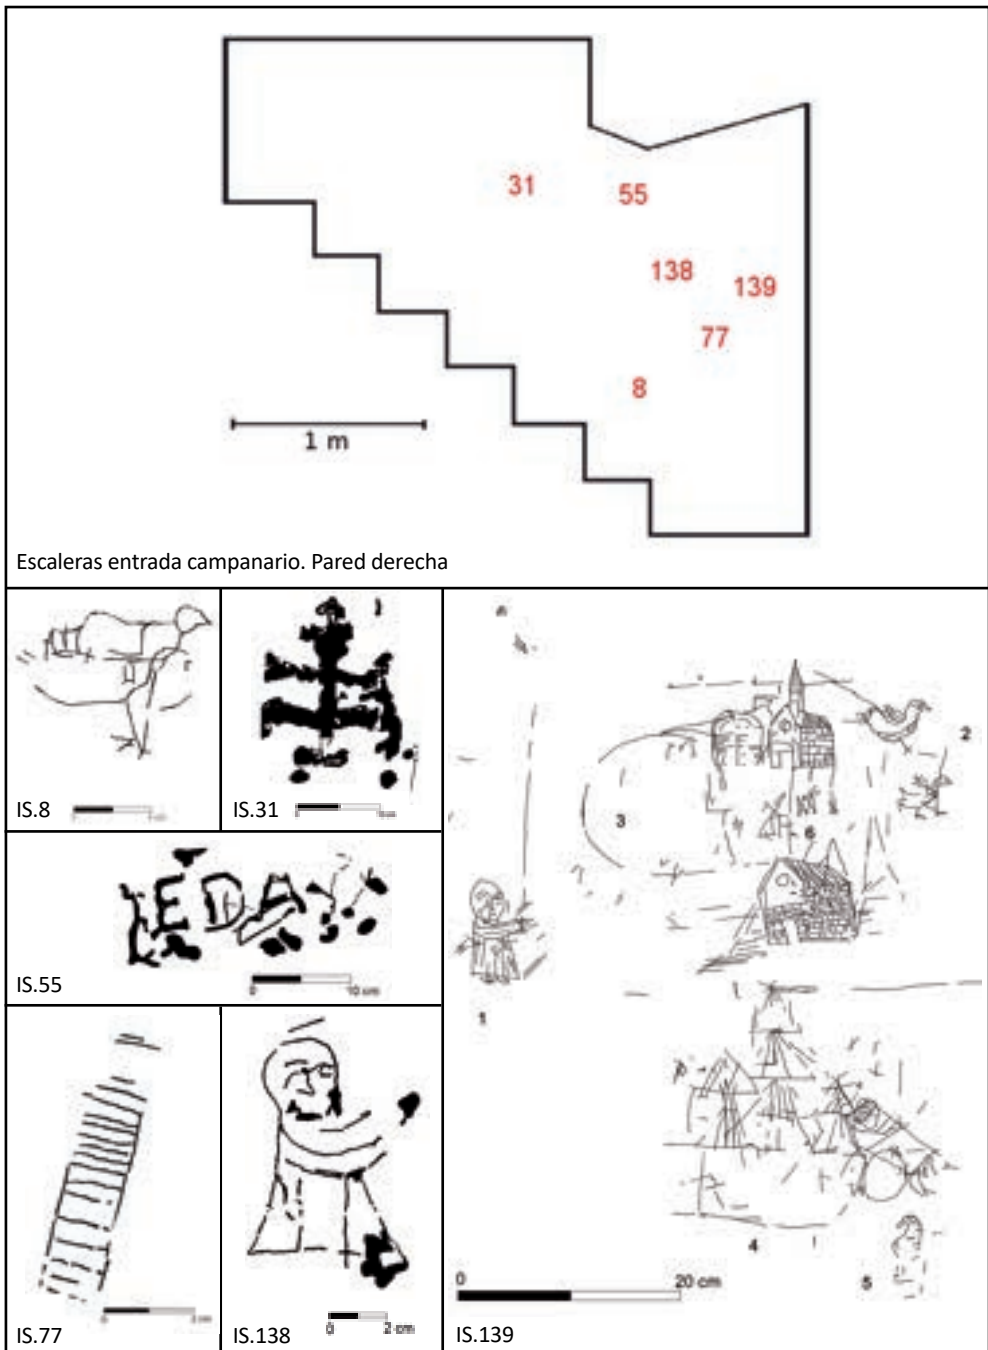 31
55
138
139
77
8
1 m
Escaleras entrada campanario. Pared derecha
IS.8
IS.31
EDA
0 10 cm
IS.55
2
3
6
1
4
5
0 20 cm
IS.77
0 2 cm
IS.138
IS.139